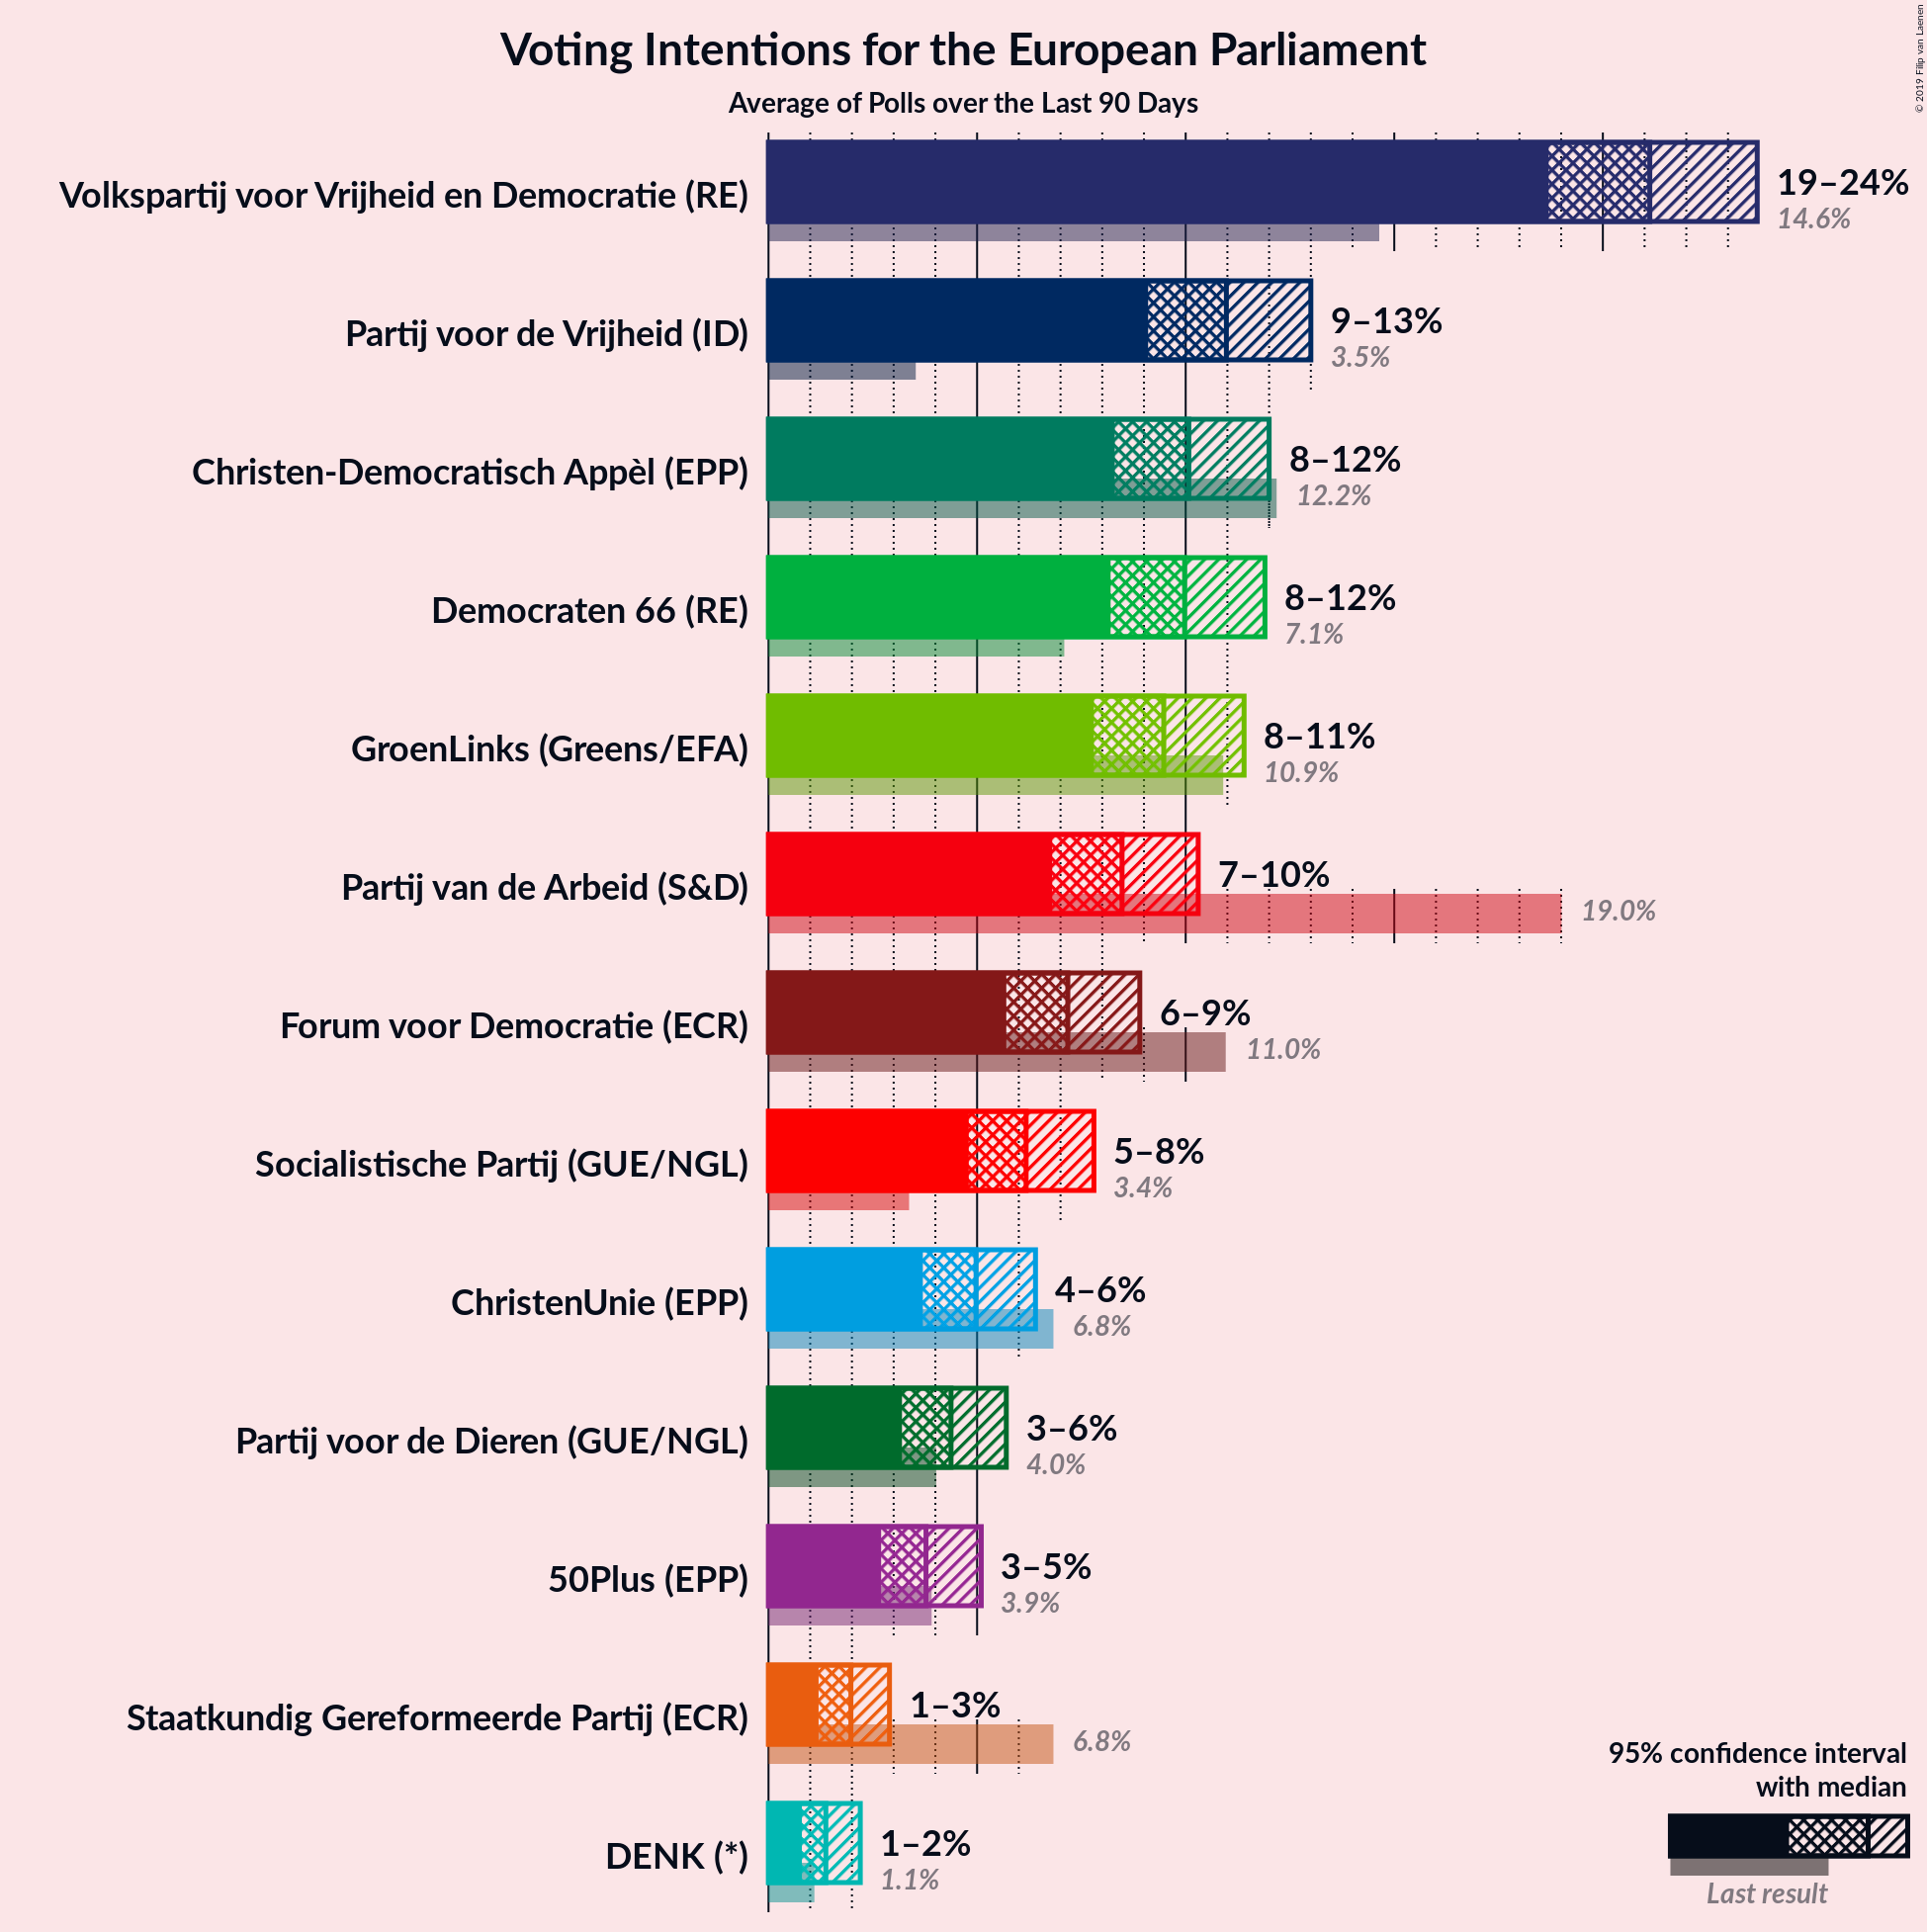 Voting Intentions for the European Parliament
Average of Polls over the Last 90 Days
© 2019 Filip van Laenen
Volkspartij voor Vrijheid en Democratie (RE)
19–24%
14.6%
Partij voor de Vrijheid (ID)
9–13%
3.5%
Christen-Democratisch Appèl (EPP)
8–12%
12.2%
Democraten 66 (RE)
8–12%
7.1%
GroenLinks (Greens/EFA)
8–11%
10.9%
Partij van de Arbeid (S&D)
7–10%
19.0%
Forum voor Democratie (ECR)
6–9%
11.0%
Socialistische Partij (GUE/NGL)
5–8%
3.4%
ChristenUnie (EPP)
4–6%
6.8%
Partij voor de Dieren (GUE/NGL)
3–6%
4.0%
50Plus (EPP)
3–5%
3.9%
Staatkundig Gereformeerde Partij (ECR)
1–3%
6.8%
DENK (*)
1–2%
1.1%
95% confidence interval
with median
Last result